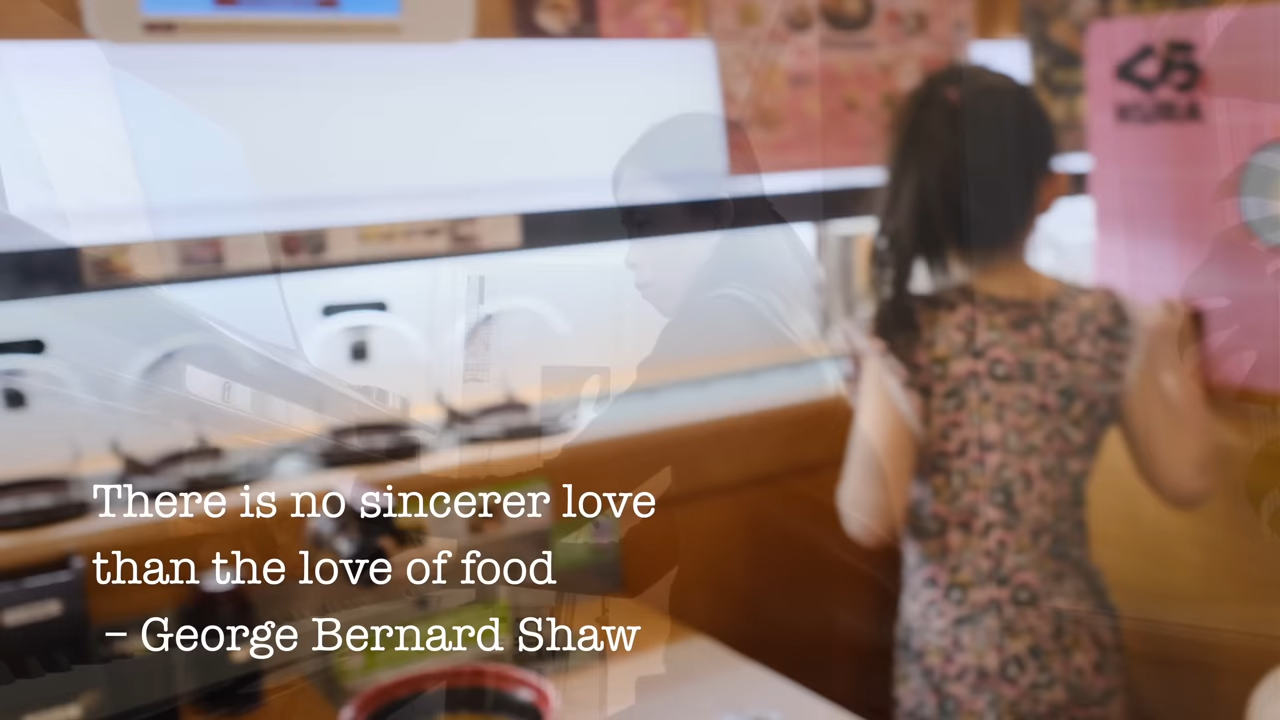 くら
KURA
There is no sincerer love
than the love of food
– George Bernard Shaw